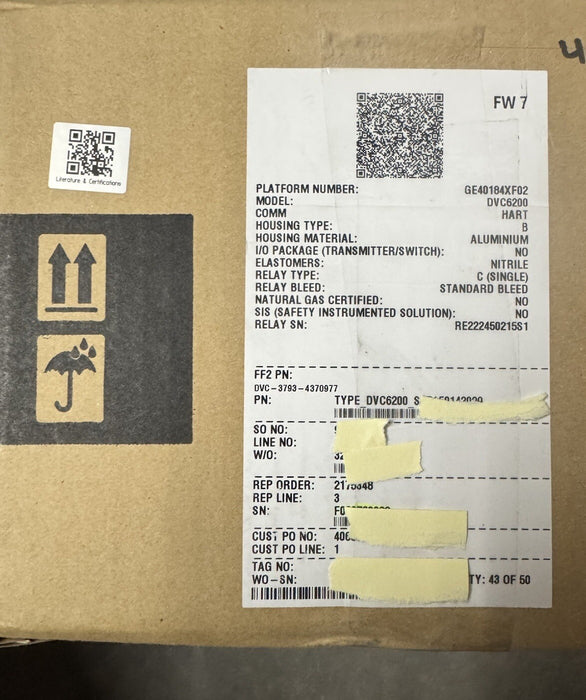 4
FW 7
Literature & Certifications
PLATFORM NUMBER: GE40184XF02
MODEL: DVC6200
COMM HART
HOUSING TYPE: B
HOUSING MATERIAL: ALUMINIUM
I/O PACKAGE (TRANSMITTER/SWITCH): NO
ELASTOMERS: NITRILE
RELAY TYPE: C (SINGLE)
RELAY BLEED: STANDARD BLEED
NATURAL GAS CERTIFIED: NO
SIS (SAFETY INSTRUMENTED SOLUTION): NO
RELAY SN: RE222450215S1
FF2 PN:
DVC-3793-4370977
PN: TYPE DVC6200 S
SO NO:
LINE NO:
W/O: 32
REP ORDER: 2175348
REP LINE: 3
SN:
CUST PO NO: 40
CUST PO LINE: 1
TAG NO:
WO-SN: TY: 43 OF 50